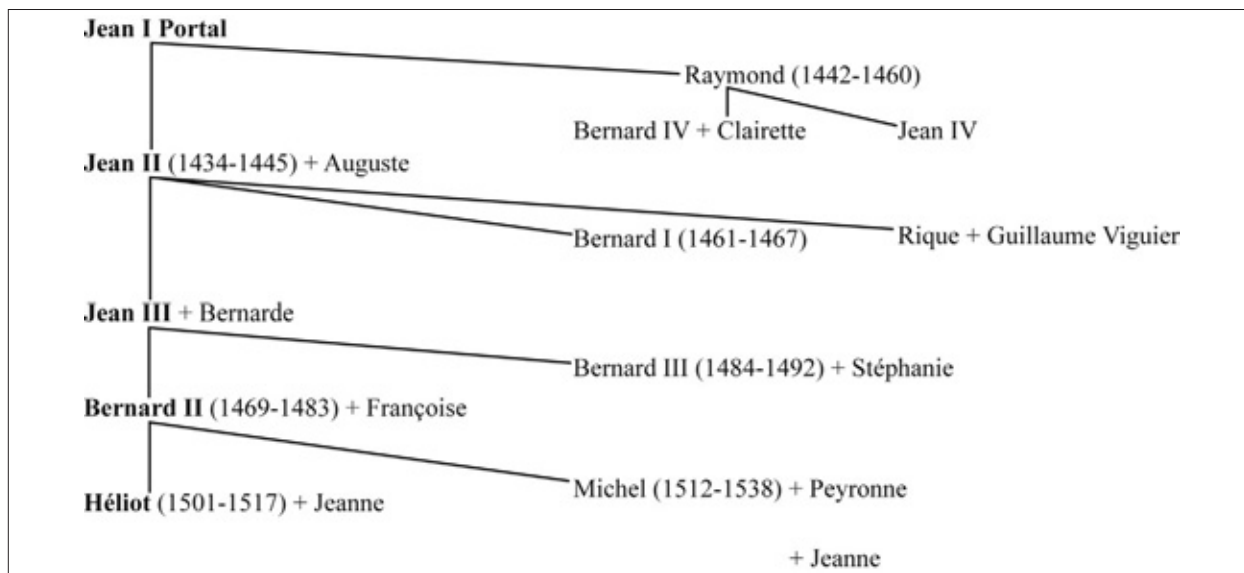 Jean I Portal
Raymond (1442-1460)
Bernard IV + Clairette
Jean IV
Jean II (1434-1445) + Auguste
Bernard I (1461-1467)
Rique + Guillaume Viguier
Jean III + Bernarde
Bernard III (1484-1492) + Stéphanie
Bernard II (1469-1483) + Françoise
Michel (1512-1538) + Peyronne
Héliot (1501-1517) + Jeanne
+ Jeanne